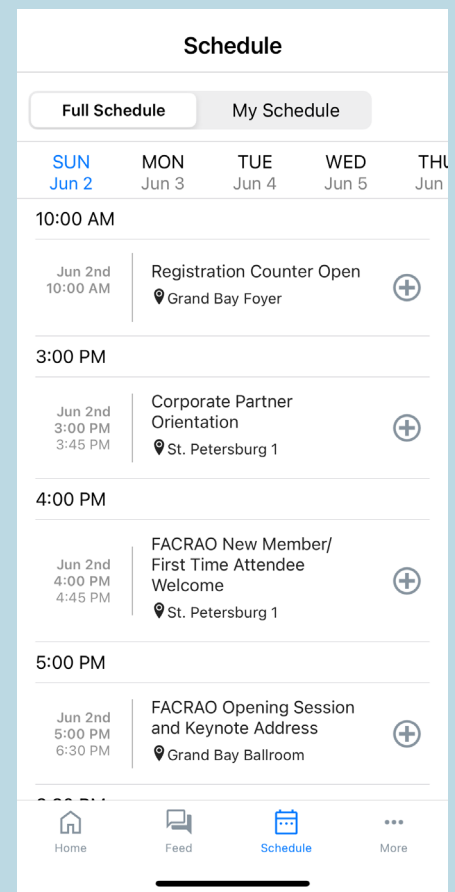 Schedule
Full Schedule My Schedule
SUN MON TUE WED THU
Jun 2 Jun 3 Jun 4 Jun 5 Jun
10:00 AM
Jun 2nd
10:00 AM
Registration Counter Open
Grand Bay Foyer
3:00 PM
Jun 2nd
3:00 PM
3:45 PM
Corporate Partner
Orientation
St. Petersburg 1
4:00 PM
Jun 2nd
4:00 PM
4:45 PM
FACRAO New Member/
First Time Attendee
Welcome
St. Petersburg 1
5:00 PM
Jun 2nd
5:00 PM
6:30 PM
FACRAO Opening Session
and Keynote Address
Grand Bay Ballroom
Home Feed Schedule More